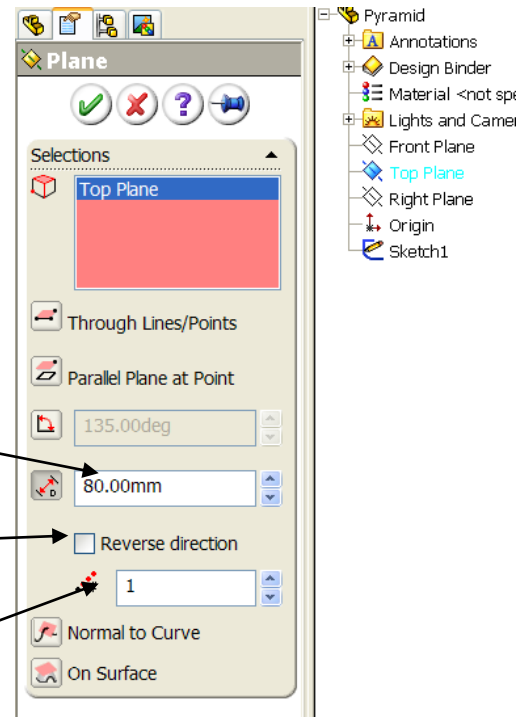 Plane
Selections
Top Plane
Through Lines/Points
Parallel Plane at Point
135.00deg
80.00mm
Reverse direction
1
Normal to Curve
On Surface
Pyramid
Annotations
Design Binder
Material <not spe
Lights and Camer
Front Plane
Top Plane
Right Plane
Origin
Sketch1